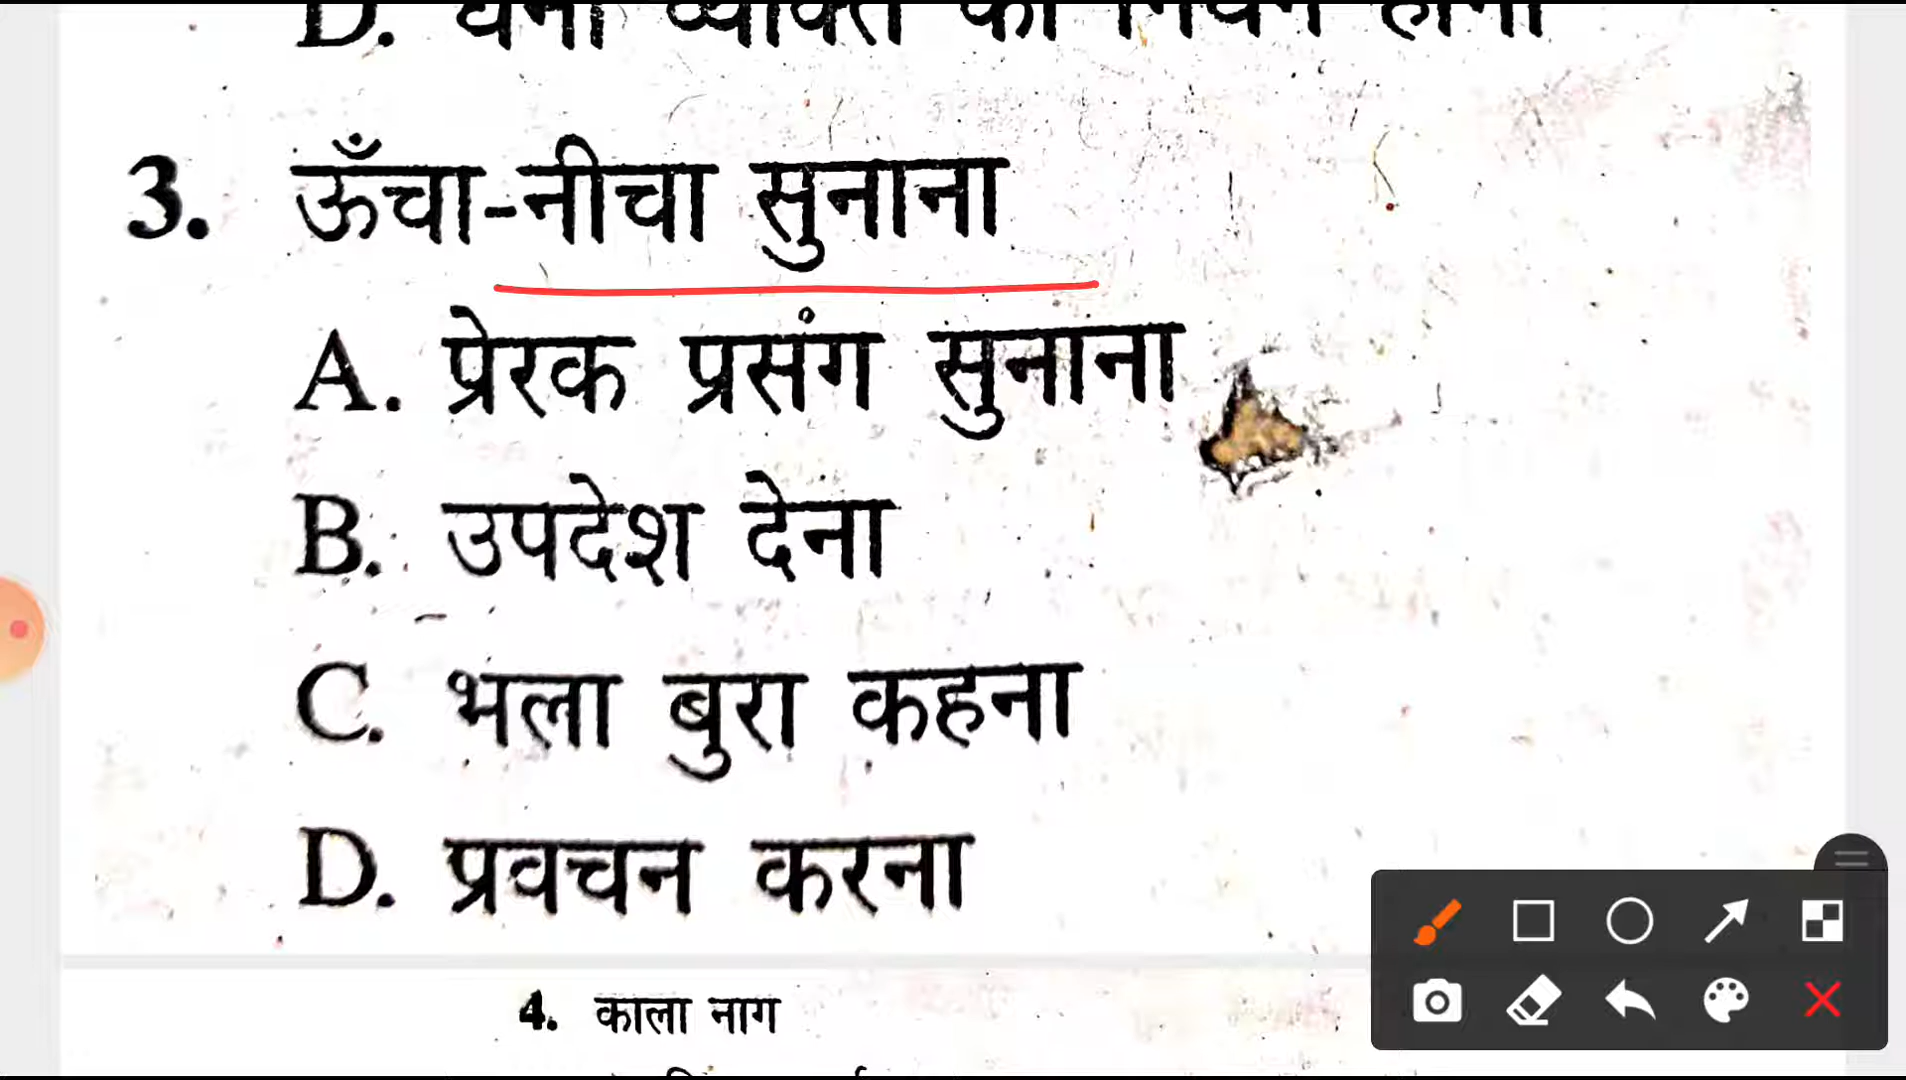 3. ऊँचा-नीचा सुनाना
A. प्रेरक प्रसंग सुनाना
B. उपदेश देना
C. भला बुरा कहना
D. प्रवचन करना
4. काला नाग